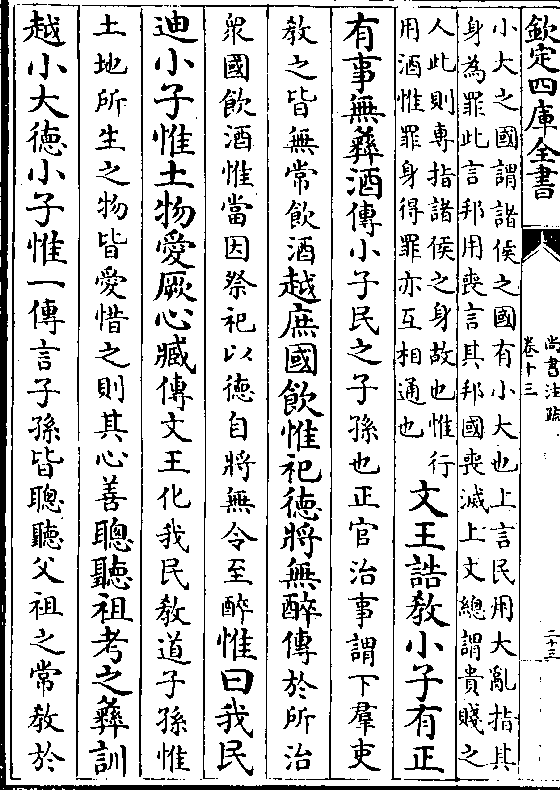 欽定四庫全書
尚書注疏
卷十三
二十三
小大之國謂諸侯之國有小大也上言民用大亂指其
身為罪此言邦用喪言其邦國喪滅上文總謂貴賤之
人此則專指諸侯之身故也惟行
用酒惟罪身得罪亦互相通也
文王誥教小子有正
有事無彝酒傳小子民之子孫也正官治事謂下羣吏
教之皆無常飲酒越庶國飲惟祀德將無醉傳於所治
衆國飲酒惟當因祭祀以德自將無令至醉惟曰我民
迪小子惟土物愛厥心臧傳文王化我民教道子孫惟
土地所生之物皆愛惜之則其心善聰聽祖考之彝訓
越小大德小子惟一傳言子孫皆聰聽父祖之常教於